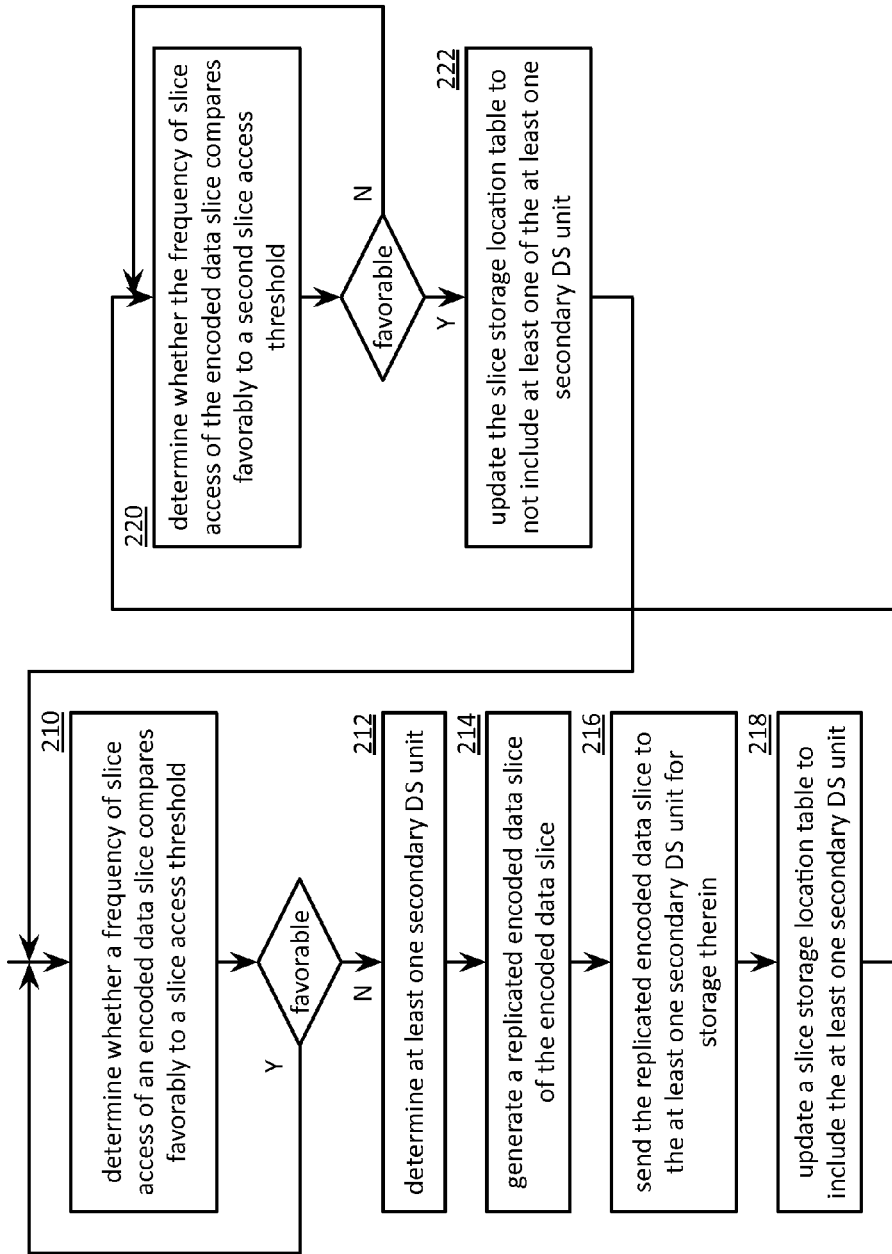 210
determine whether a frequency of slice
access of an encoded data slice compares
favorably to a slice access threshold
favorable
Y
N
212
determine at least one secondary DS unit
214
generate a replicated encoded data slice
of the encoded data slice
216
send the replicated encoded data slice to
the at least one secondary DS unit for
storage therein
218
update a slice storage location table to
include the at least one secondary DS unit
220
determine whether the frequency of slice
access of the encoded data slice compares
favorably to a second slice access
threshold
favorable
N
Y
222
update the slice storage location table to
not include at least one of the at least one
secondary DS unit